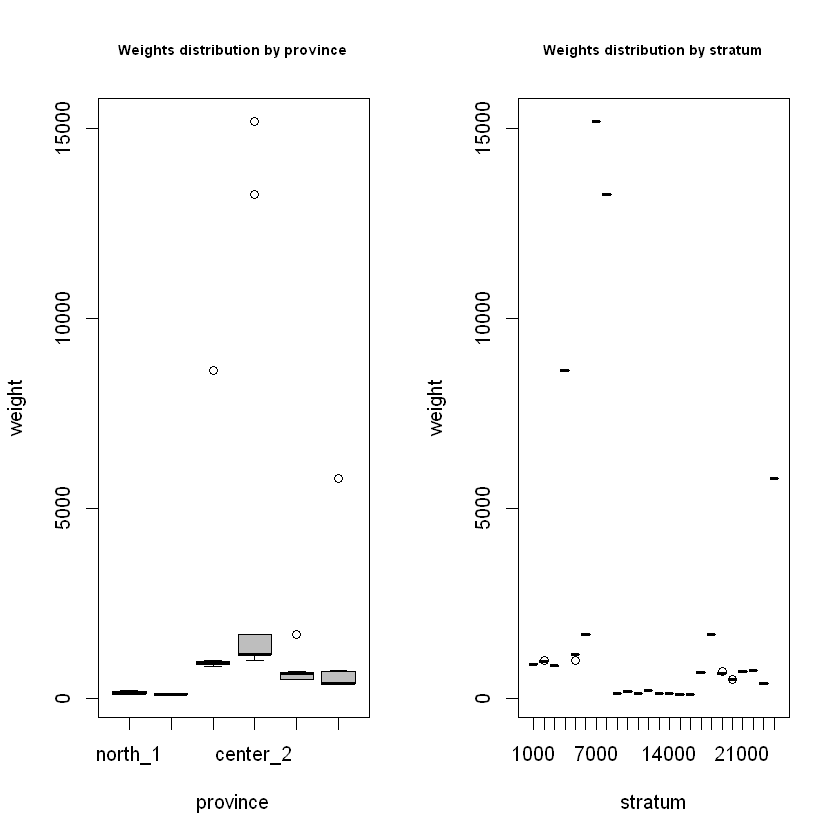 Weights distribution by province
15000
10000
5000
0
weight
north_1 center_2
province
Weights distribution by stratum
15000
10000
5000
0
weight
1000 7000 14000 21000
stratum